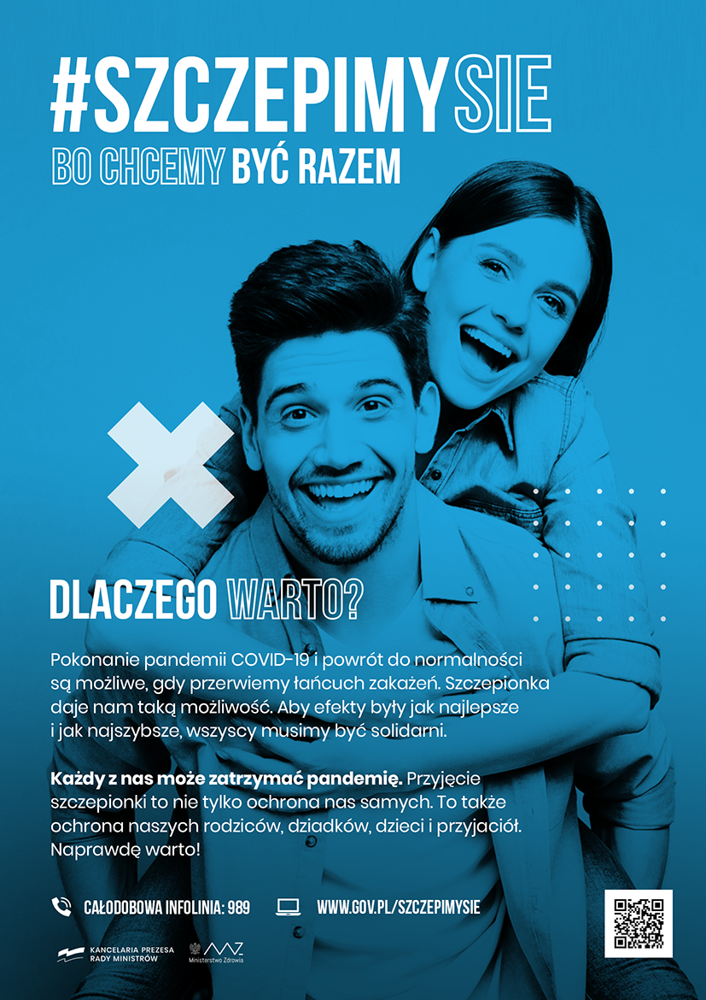 #SZCZEPIMYSIE
BO CHCEMY BYĆ RAZEM
DLACZEGO WARTO?
Pokonanie pandemii COVID-19 i powrót do normalności
są możliwe, gdy przerwiemy łańcuch zakażeń. Szczepionka
daje nam taką możliwość. Aby efekty były jak najlepsze
i jak najszybsze, wszyscy musimy być solidarni.
Każdy z nas może zatrzymać pandemię. Przyjęcie
szczepionki to nie tylko ochrona nas samych. To także
ochrona naszych rodziców, dziadków, dzieci i przyjaciół.
Naprawdę warto!
CAŁODOBOWA INFOLINIA: 989
WWW.GOV.PL/SZCZEPIMYSIE
KANCELARIA PREZESA
RADY MINISTRÓW
MZ
Ministerstwo Zdrowia